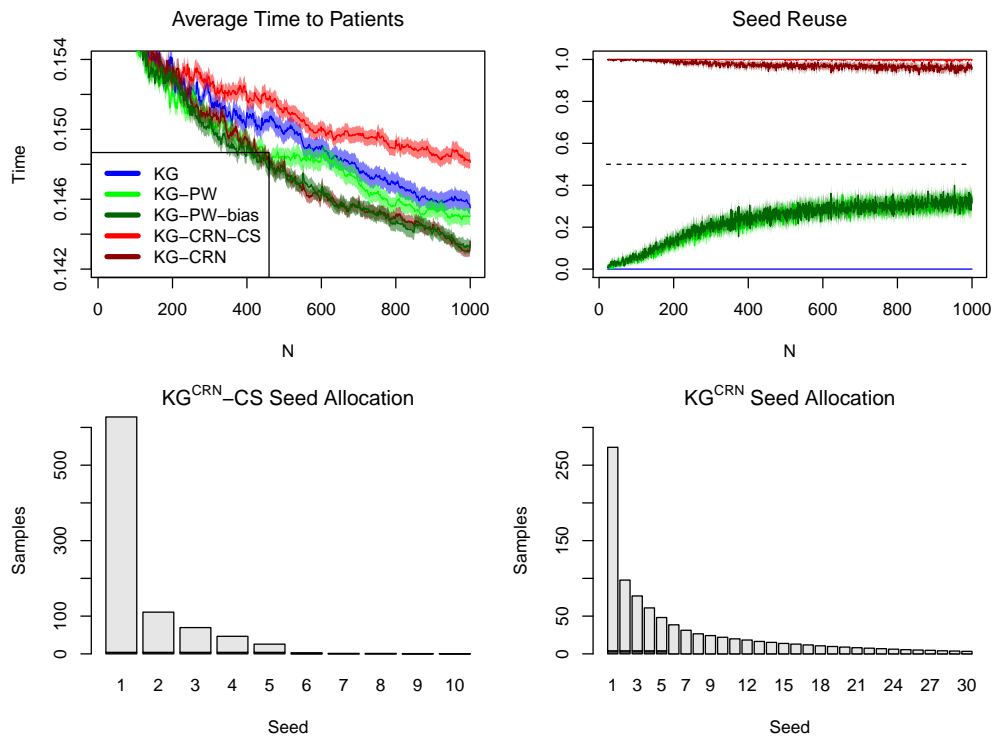 Average Time to Patients
Time
0.154
0.150
0.146
0.142
KG
KG−PW
KG−PW−bias
KG−CRN−CS
KG−CRN
0 200 400 600 800 1000
N
Seed Reuse
1.0
0.8
0.6
0.4
0.2
0.0
0 200 400 600 800 1000
N
KG^CRN−CS Seed Allocation
Samples
500
300
100
0
1 2 3 4 5 6 7 8 9 10
Seed
KG^CRN Seed Allocation
Samples
250
150
50
0
1 3 5 7 9 12 15 18 21 24 27 30
Seed